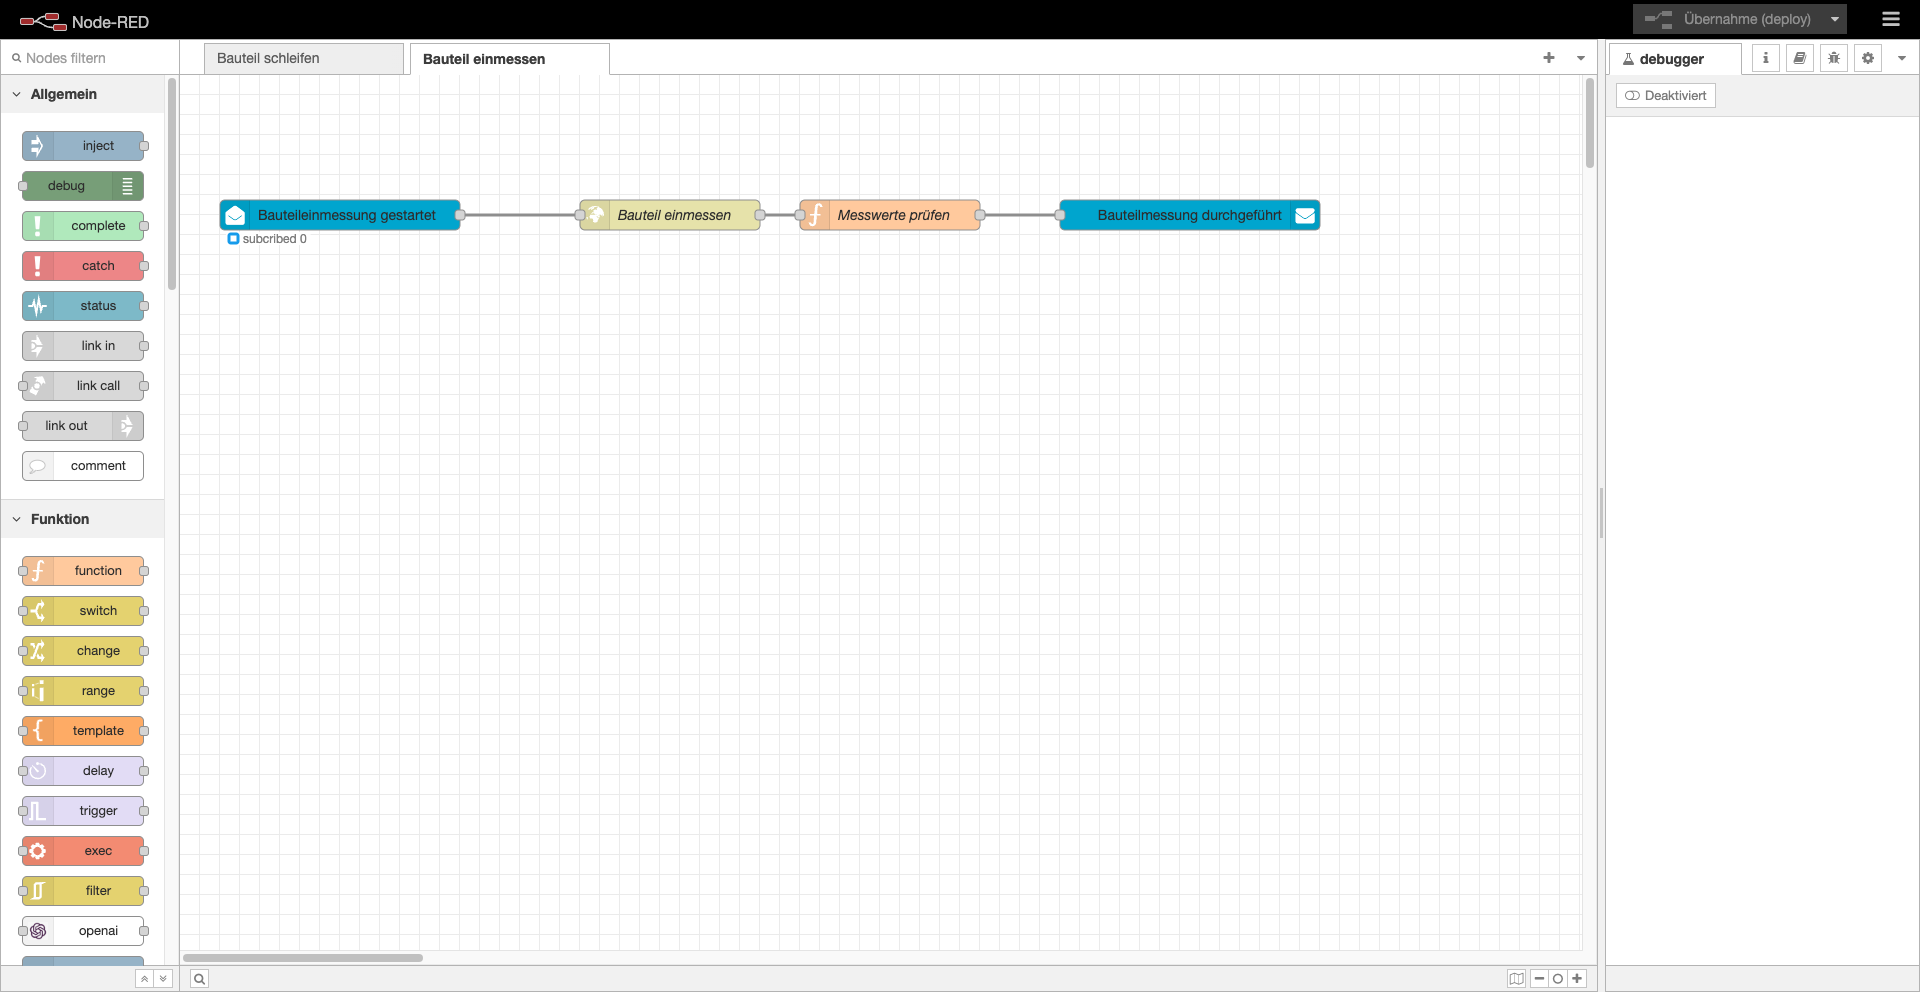 Node-RED
Übernahme (deploy)
Nodes filtern
Bauteil schleifen
Bauteil einmessen
debugger
Deaktiviert
Allgemein
inject
debug
complete
catch
status
link in
link call
link out
comment
Funktion
function
switch
change
range
template
delay
trigger
exec
filter
openai
Bauteileinmessung gestartet
subcribed 0
Bauteil einmessen
Messwerte prüfen
Bauteilmessung durchgeführt